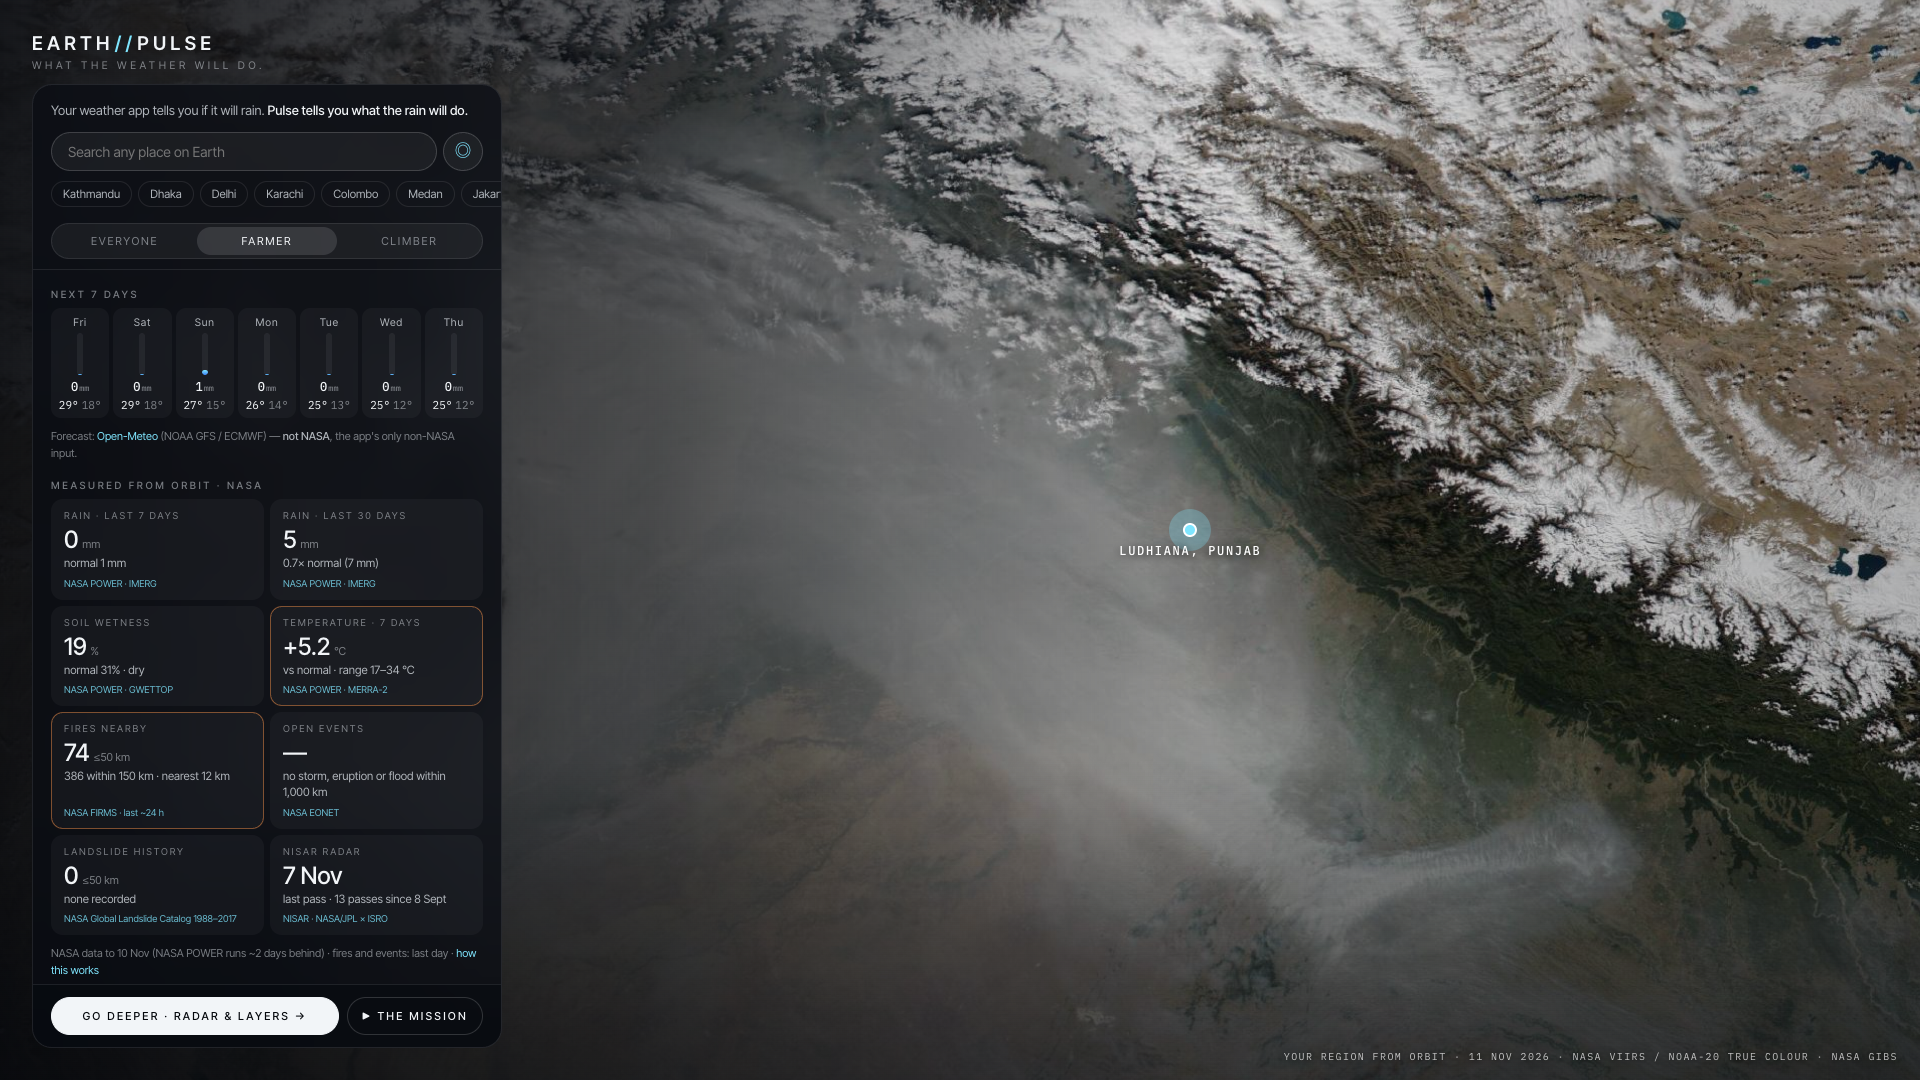 EARTH//PULSE
WHAT THE WEATHER WILL DO.
Your weather app tells you if it will rain. Pulse tells you what the rain will do.
Search any place on Earth
Kathmandu Dhaka Delhi Karachi Colombo Medan Jakar
EVERYONE FARMER CLIMBER
NEXT 7 DAYS
Fri Sat Sun Mon Tue Wed Thu
0mm 0mm 1mm 0mm 0mm 0mm 0mm
29° 18° 29° 18° 27° 15° 26° 14° 25° 13° 25° 12° 25° 12°
Forecast: Open-Meteo (NOAA GFS / ECMWF) — not NASA, the app's only non-NASA
input.
MEASURED FROM ORBIT · NASA
RAIN · LAST 7 DAYS
0 mm
normal 1 mm
NASA POWER · IMERG
RAIN · LAST 30 DAYS
5 mm
0.7× normal (7 mm)
NASA POWER · IMERG
SOIL WETNESS
19 %
normal 31% · dry
NASA POWER · GWETTOP
TEMPERATURE · 7 DAYS
+5.2 °C
vs normal · range 17–34 °C
NASA POWER · MERRA-2
FIRES NEARBY
74 ≤50 km
386 within 150 km · nearest 12 km
NASA FIRMS · last ~24 h
OPEN EVENTS
—
no storm, eruption or flood within
1,000 km
NASA EONET
LANDSLIDE HISTORY
0 ≤50 km
none recorded
NASA Global Landslide Catalog 1988–2017
NISAR RADAR
7 Nov
last pass · 13 passes since 8 Sept
NISAR · NASA/JPL × ISRO
NASA data to 10 Nov (NASA POWER runs ~2 days behind) · fires and events: last day · how
this works
GO DEEPER · RADAR & LAYERS →
▶ THE MISSION
LUDHIANA, PUNJAB
YOUR REGION FROM ORBIT · 11 NOV 2026 · NASA VIIRS / NOAA-20 TRUE COLOUR · NASA GIBS